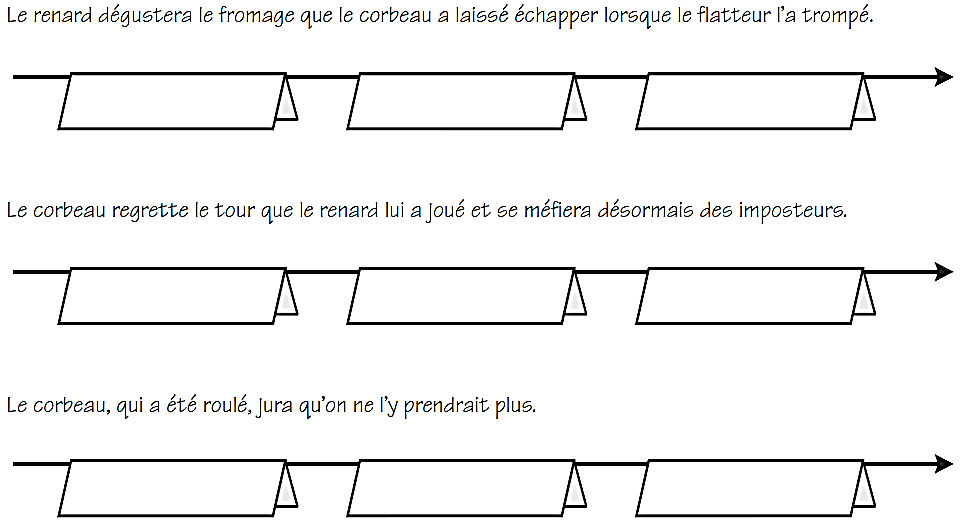 Le renard dégustera le fromage que le corbeau a laissé échapper lorsque le flatteur l'a trompé.
Le corbeau regrette le tour que le renard lui a joué et se méfiera désormais des imposteurs.
Le corbeau, qui a été roulé, jura qu'on ne l'y prendrait plus.